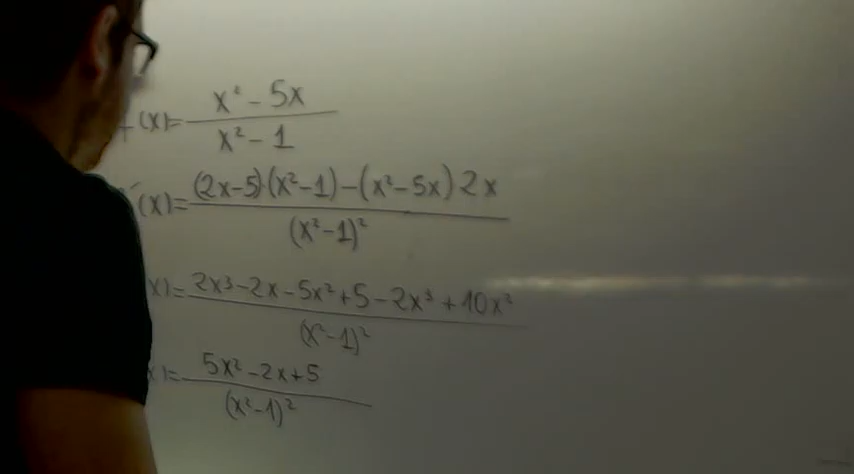 f(x)= (x² - 5x) / (x² - 1)
f'(x)= ((2x-5)·(x²-1) - (x²-5x) 2x) / (x²-1)²
x)= (2x³ - 2x - 5x² + 5 - 2x³ + 10x²) / (x²-1)²
x)= (5x² - 2x + 5) / (x²-1)²